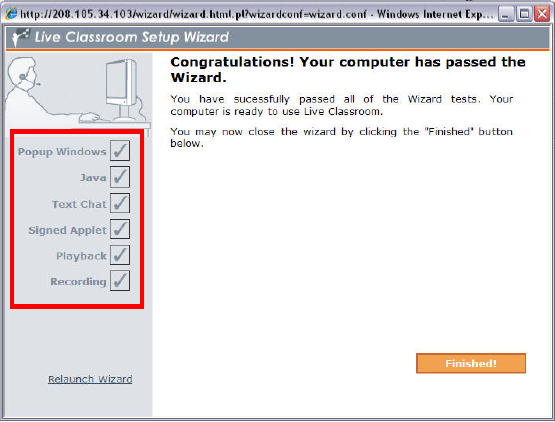 http://208.105.34.103/wizard/wizard.html.pl?wizardconf=wizard.conf - Windows Internet Exp...
Live Classroom Setup Wizard
Congratulations! Your computer has passed the
Wizard.
You have sucessfully passed all of the Wizard tests. Your
computer is ready to use Live Classroom.
You may now close the wizard by clicking the "Finished" button
below.
Popup Windows
Java
Text Chat
Signed Applet
Playback
Recording
Finished!
Relaunch Wizard